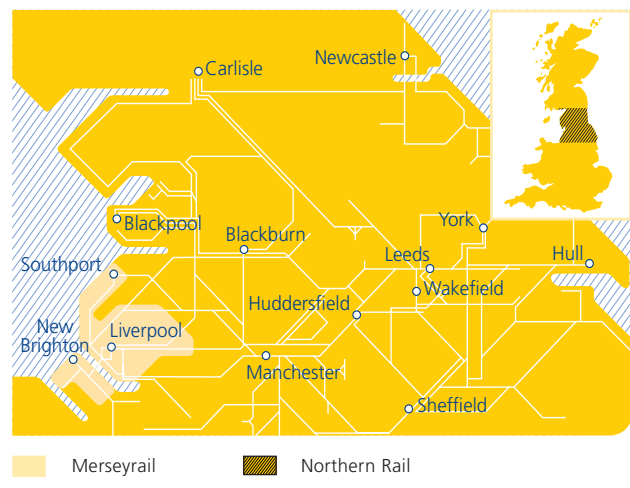 Newcastle
Carlisle
Blackpool
Blackburn
York
Leeds
Hull
Southport
Wakefield
Huddersfield
New
Brighton
Liverpool
Manchester
Sheffield
Merseyrail
Northern Rail